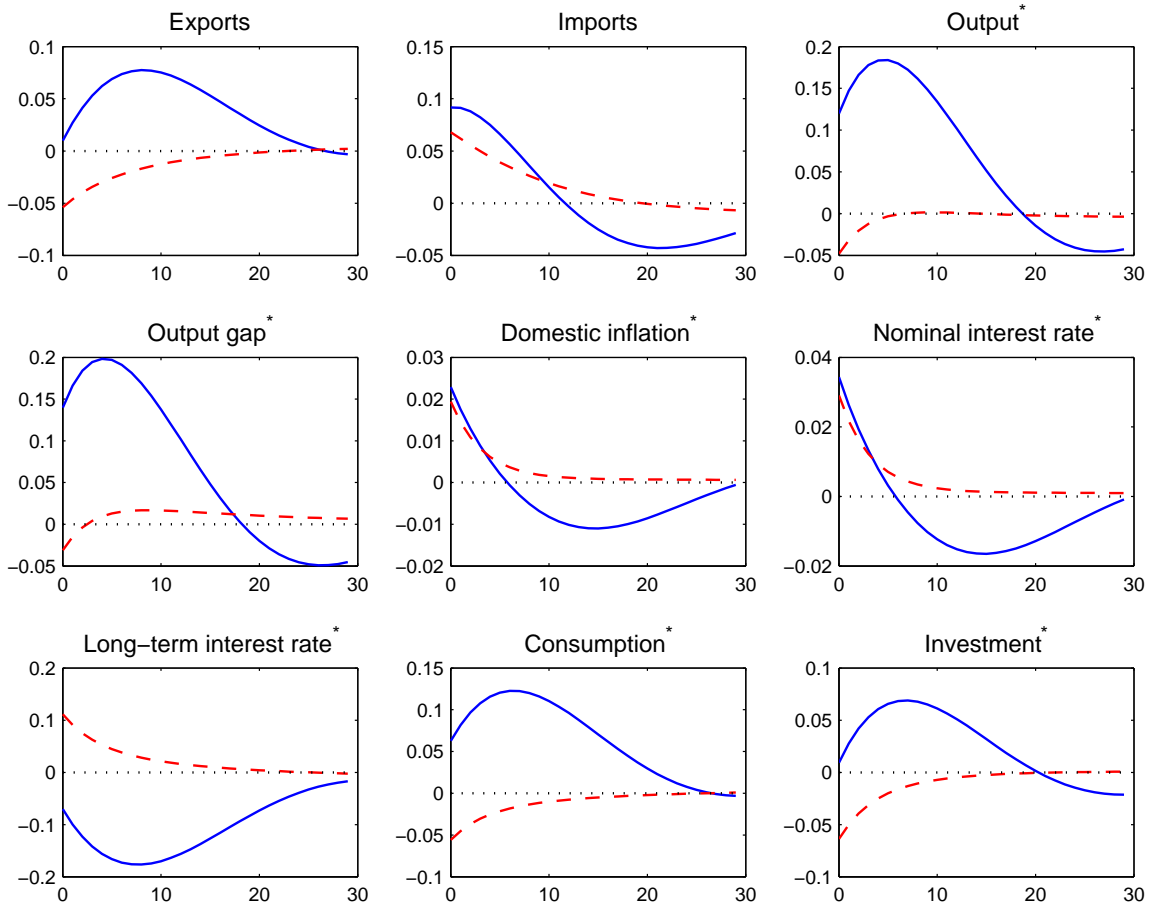 Exports
0.1
0.05
0
−0.05
−0.1
0 10 20 30
Imports
0.15
0.1
0.05
0
−0.05
0 10 20 30
Output*
0.2
0.15
0.1
0.05
0
−0.05
0 10 20 30
Output gap*
0.2
0.15
0.1
0.05
0
−0.05
0 10 20 30
Domestic inflation*
0.03
0.02
0.01
0
−0.01
−0.02
0 10 20 30
Nominal interest rate*
0.04
0.02
0
−0.02
0 10 20 30
Long−term interest rate*
0.2
0.1
0
−0.1
−0.2
0 10 20 30
Consumption*
0.15
0.1
0.05
0
−0.05
−0.1
0 10 20 30
Investment*
0.1
0.05
0
−0.05
−0.1
0 10 20 30